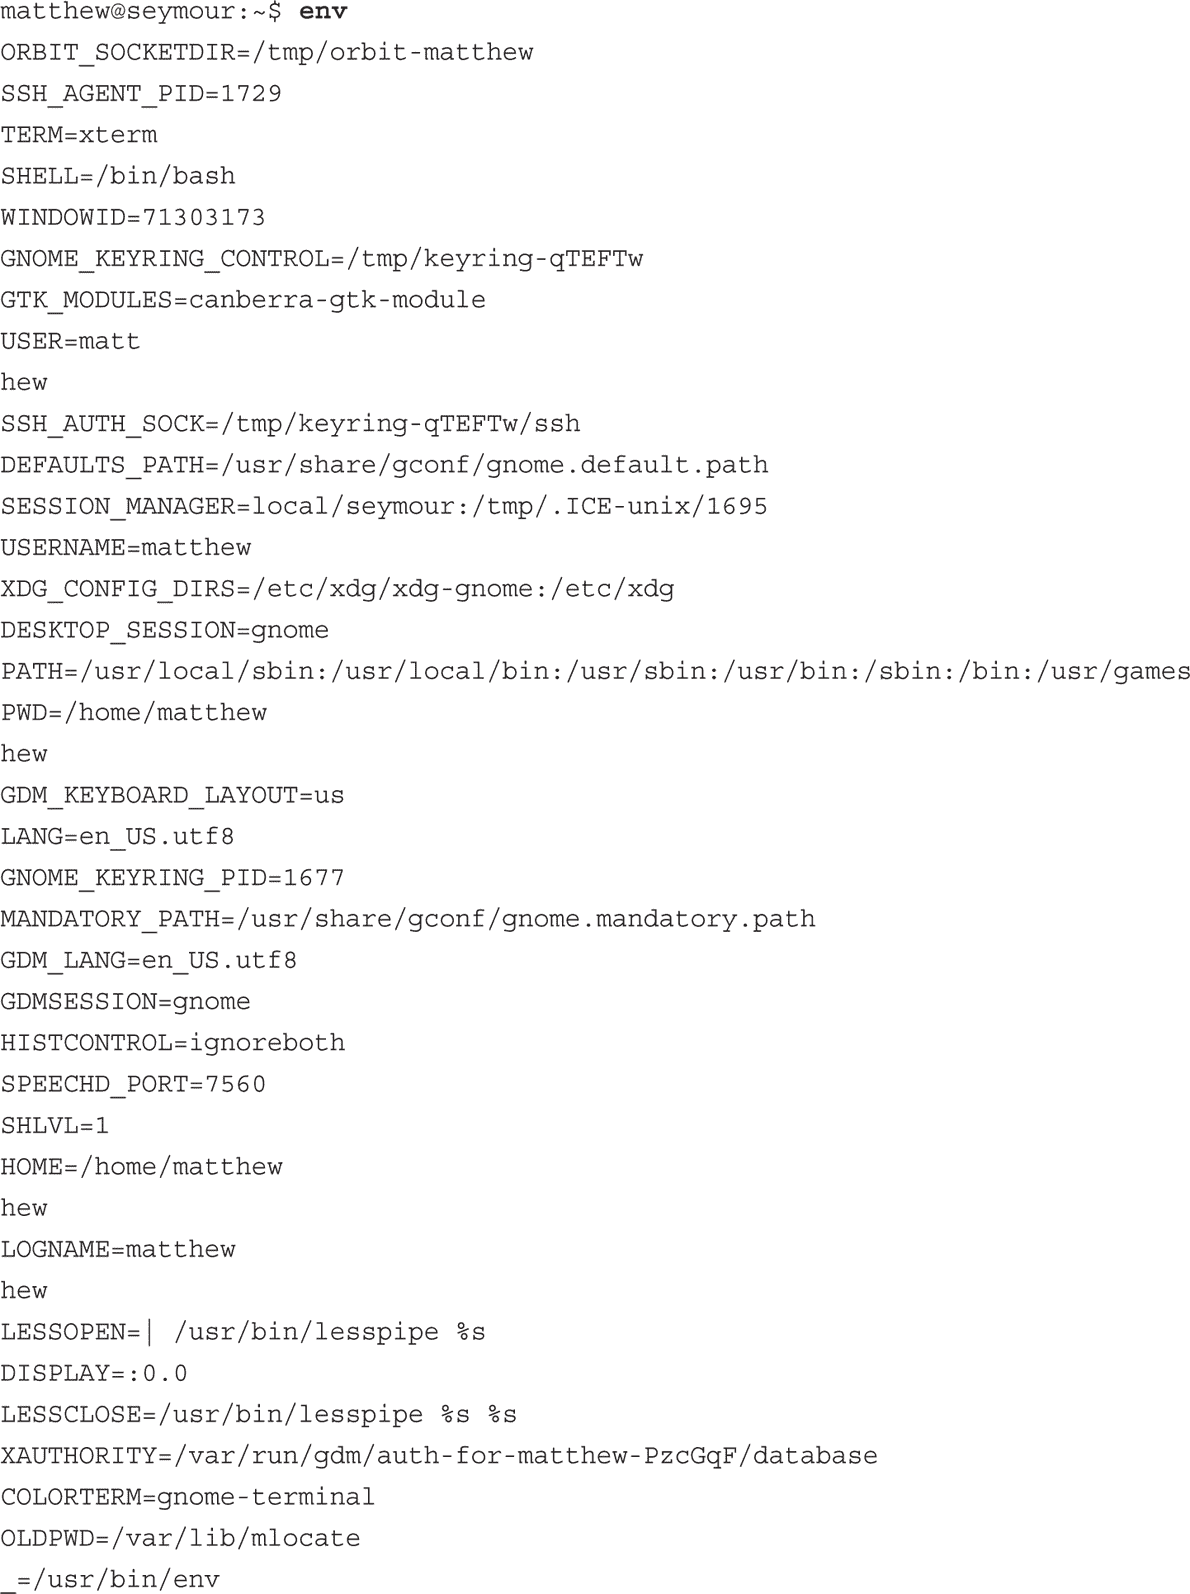 matthew@seymour:~$ env
ORBIT_SOCKETDIR=/tmp/orbit-matthew
SSH_AGENT_PID=1729
TERM=xterm
SHELL=/bin/bash
WINDOWID=71303173
GNOME_KEYRING_CONTROL=/tmp/keyring-qTEFTw
GTK_MODULES=canberra-gtk-module
USER=matt
hew
SSH_AUTH_SOCK=/tmp/keyring-qTEFTw/ssh
DEFAULTS_PATH=/usr/share/gconf/gnome.default.path
SESSION_MANAGER=local/seymour:/tmp/.ICE-unix/1695
USERNAME=matthew
XDG_CONFIG_DIRS=/etc/xdg/xdg-gnome:/etc/xdg
DESKTOP_SESSION=gnome
PATH=/usr/local/sbin:/usr/local/bin:/usr/sbin:/usr/bin:/sbin:/bin:/usr/games
PWD=/home/matthew
hew
GDM_KEYBOARD_LAYOUT=us
LANG=en_US.utf8
GNOME_KEYRING_PID=1677
MANDATORY_PATH=/usr/share/gconf/gnome.mandatory.path
GDM_LANG=en_US.utf8
GDMSESSION=gnome
HISTCONTROL=ignoreboth
SPEECHD_PORT=7560
SHLVL=1
HOME=/home/matthew
hew
LOGNAME=matthew
hew
LESSOPEN=| /usr/bin/lesspipe %s
DISPLAY=:0.0
LESSCLOSE=/usr/bin/lesspipe %s %s
XAUTHORITY=/var/run/gdm/auth-for-matthew-PzcGqF/database
COLORTERM=gnome-terminal
OLDPWD=/var/lib/mlocate
_=/usr/bin/env